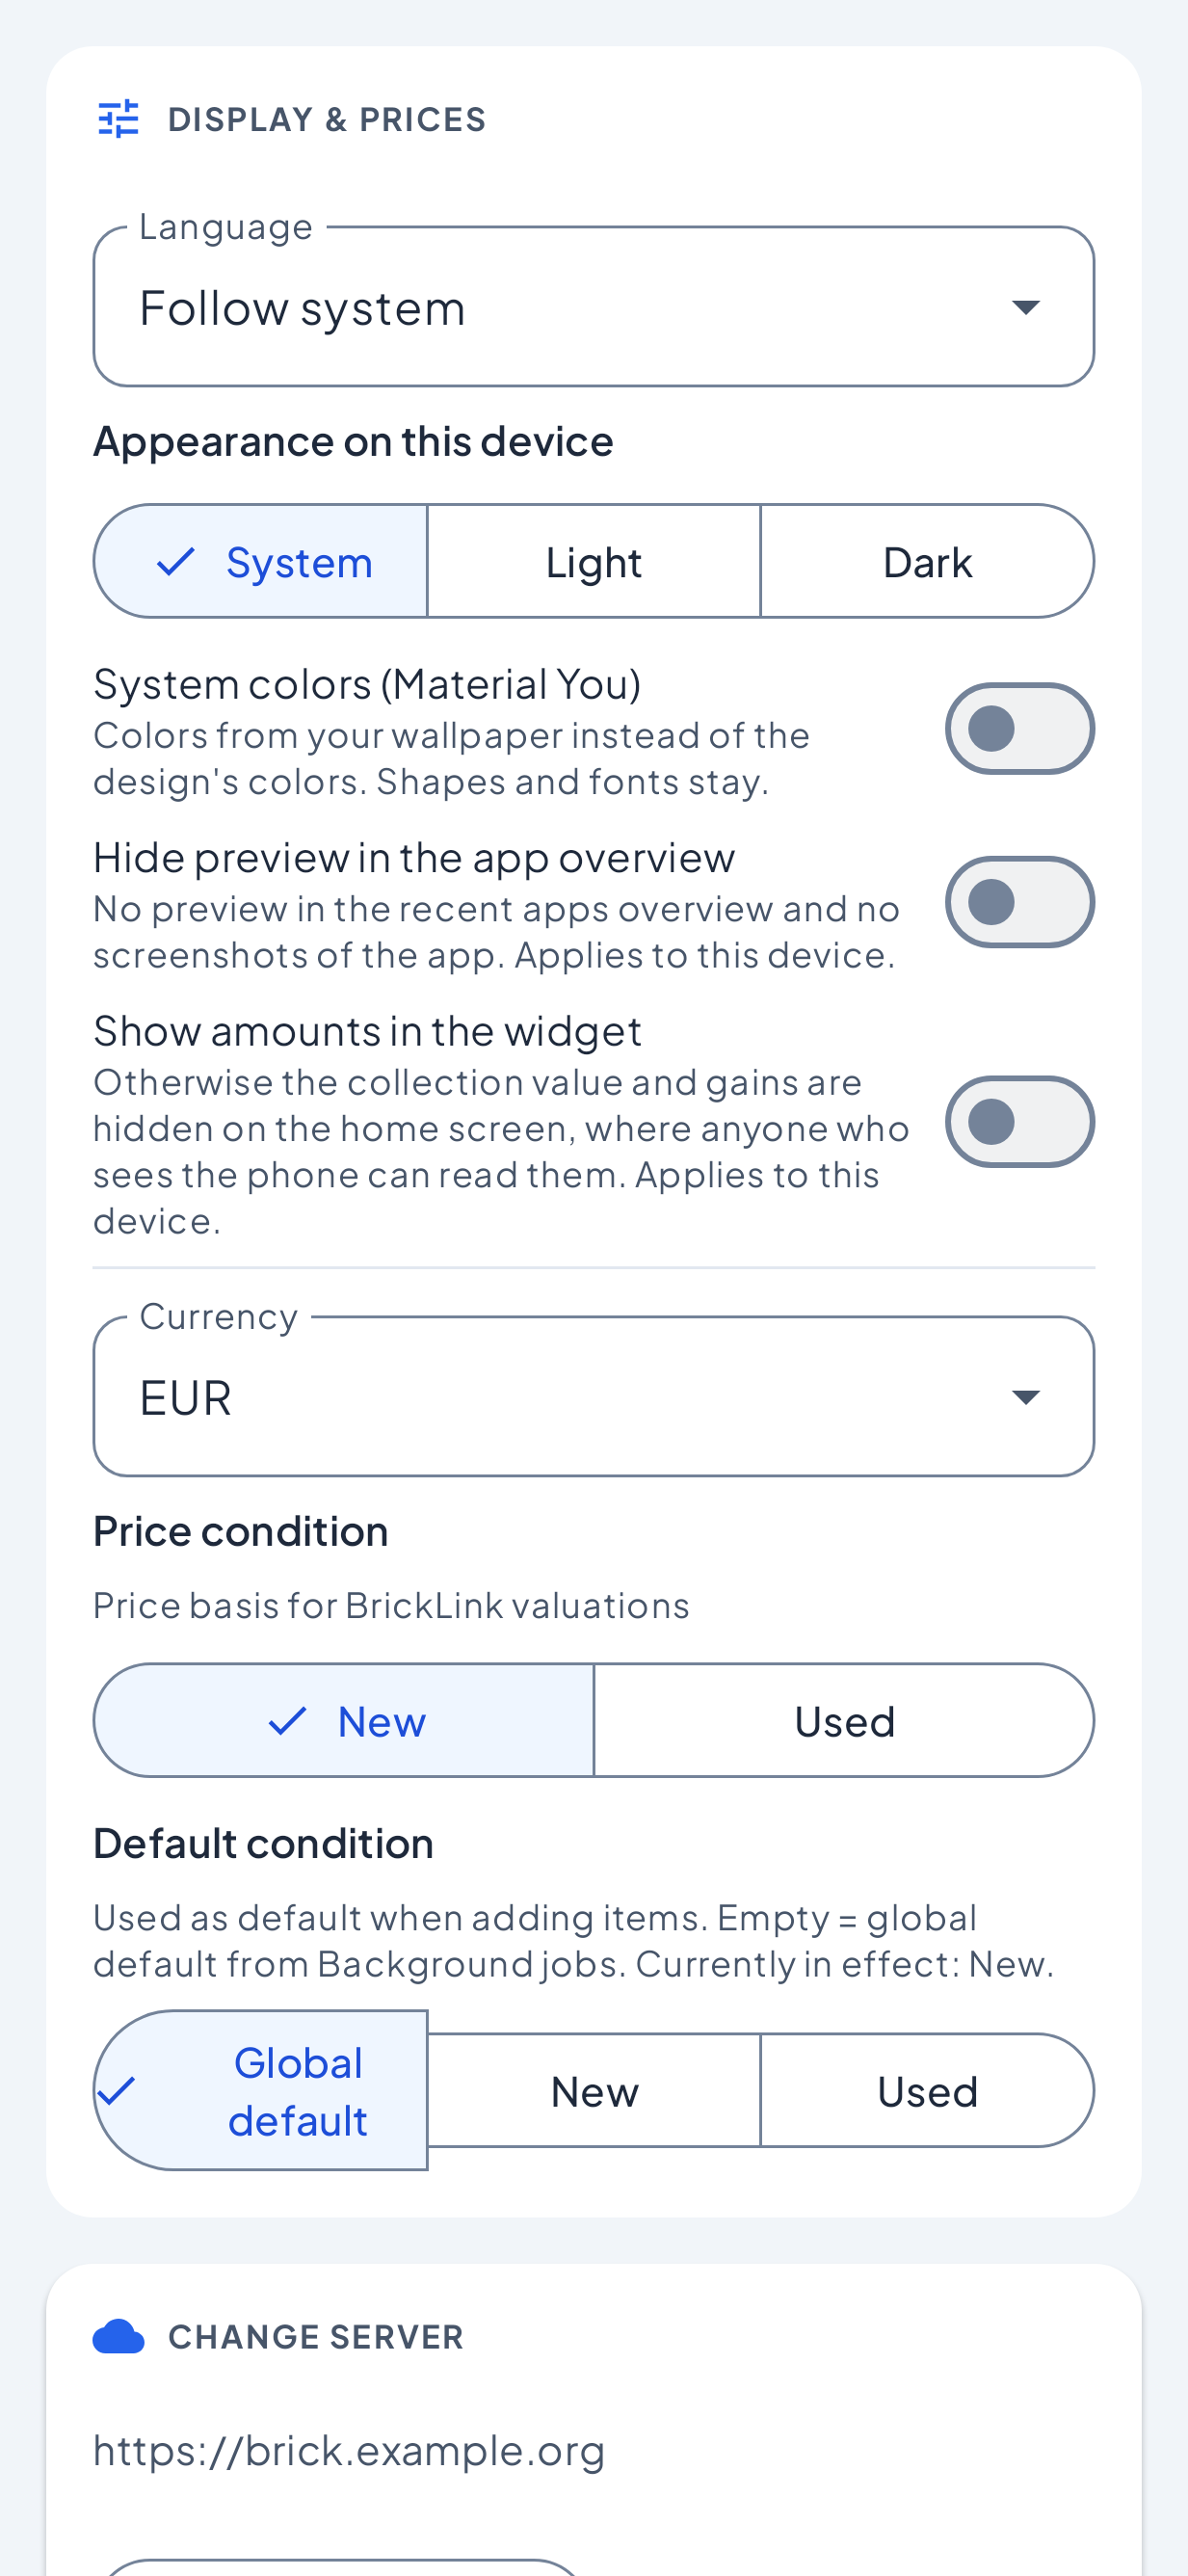 DISPLAY & PRICES
Language
Follow system
Appearance on this device
System
Light
Dark
System colors (Material You)
Colors from your wallpaper instead of the
design's colors. Shapes and fonts stay.
Hide preview in the app overview
No preview in the recent apps overview and no
screenshots of the app. Applies to this device.
Show amounts in the widget
Otherwise the collection value and gains are
hidden on the home screen, where anyone who
sees the phone can read them. Applies to this
device.
Currency
EUR
Price condition
Price basis for BrickLink valuations
New
Used
Default condition
Used as default when adding items. Empty = global
default from Background jobs. Currently in effect: New.
Global
default
New
Used
CHANGE SERVER
https://brick.example.org